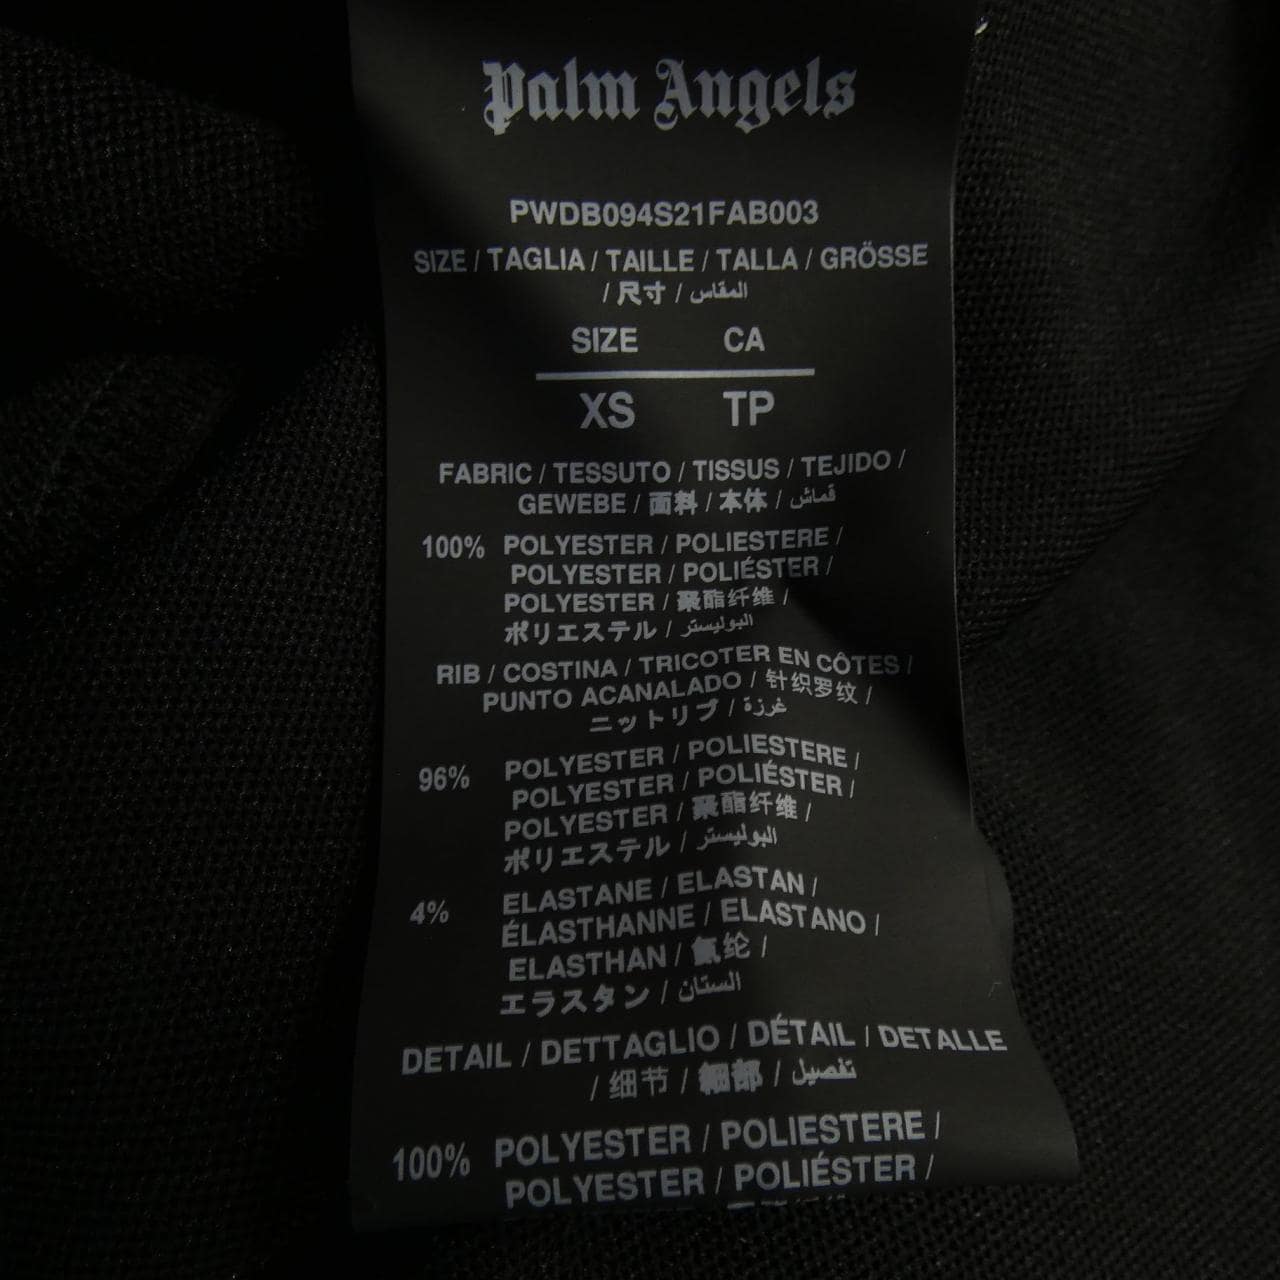 Palm Angels
PWDB094S21FAB003
SIZE / TAGLIA / TAILLE / TALLA / GRÖSSE
/ 尺寸 / المقاس
SIZE CA
XS TP
FABRIC / TESSUTO / TISSUS / TEJIDO /
GEWEBE / 面料 / 本体 / قماش
100% POLYESTER / POLIESTERE /
POLYESTER / POLIÉSTER /
POLYESTER / 聚酯纤维 /
ポリエステル / البوليستر
RIB / COSTINA / TRICOTER EN CÔTES /
PUNTO ACANALADO / 针织罗纹 /
ニットリブ / غرزة
96% POLYESTER / POLIESTERE /
POLYESTER / POLIÉSTER /
POLYESTER / 聚酯纤维 /
ポリエステル / البوليستر
4% ELASTANE / ELASTAN /
ÉLASTHANNE / ELASTANO /
ELASTHAN / 氨纶 /
エラスタン / الستان
DETAIL / DETTAGLIO / DÉTAIL / DETALLE
/ 细节 / 細部 / تفصيل
100% POLYESTER / POLIESTERE /
POLYESTER / POLIÉSTER /